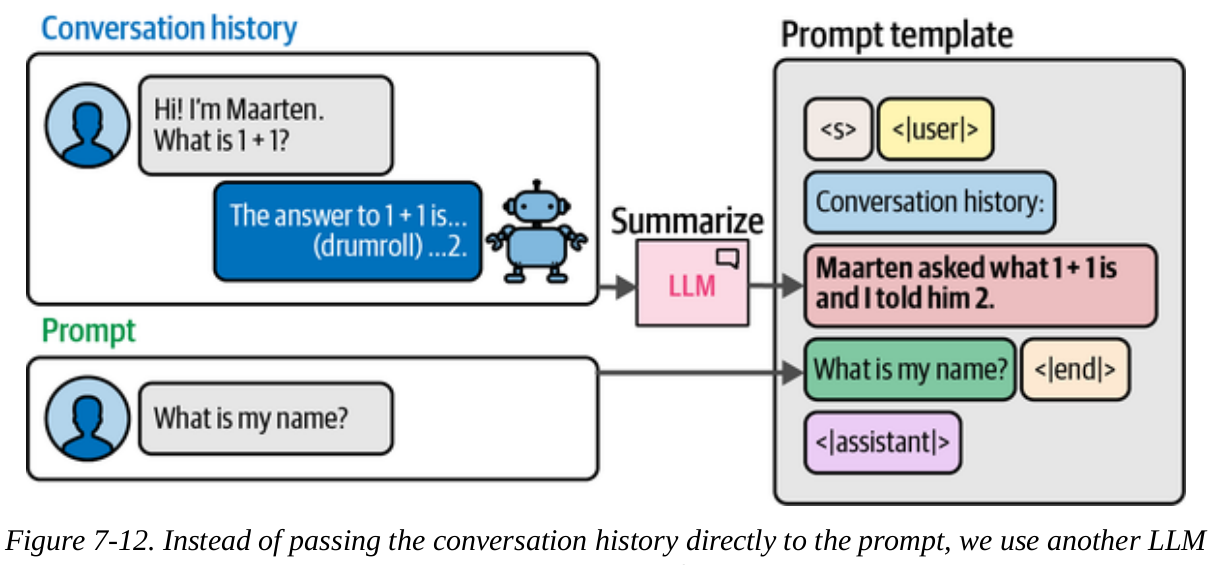 Conversation history
Hi! I'm Maarten.
What is 1 + 1?
The answer to 1 + 1 is...
(drumroll) ...2.
Prompt
What is my name?
Summarize
LLM
Prompt template
<s> <|user|>
Conversation history:
Maarten asked what 1 + 1 is
and I told him 2.
What is my name? <|end|>
<|assistant|>
Figure 7-12. Instead of passing the conversation history directly to the prompt, we use another LLM